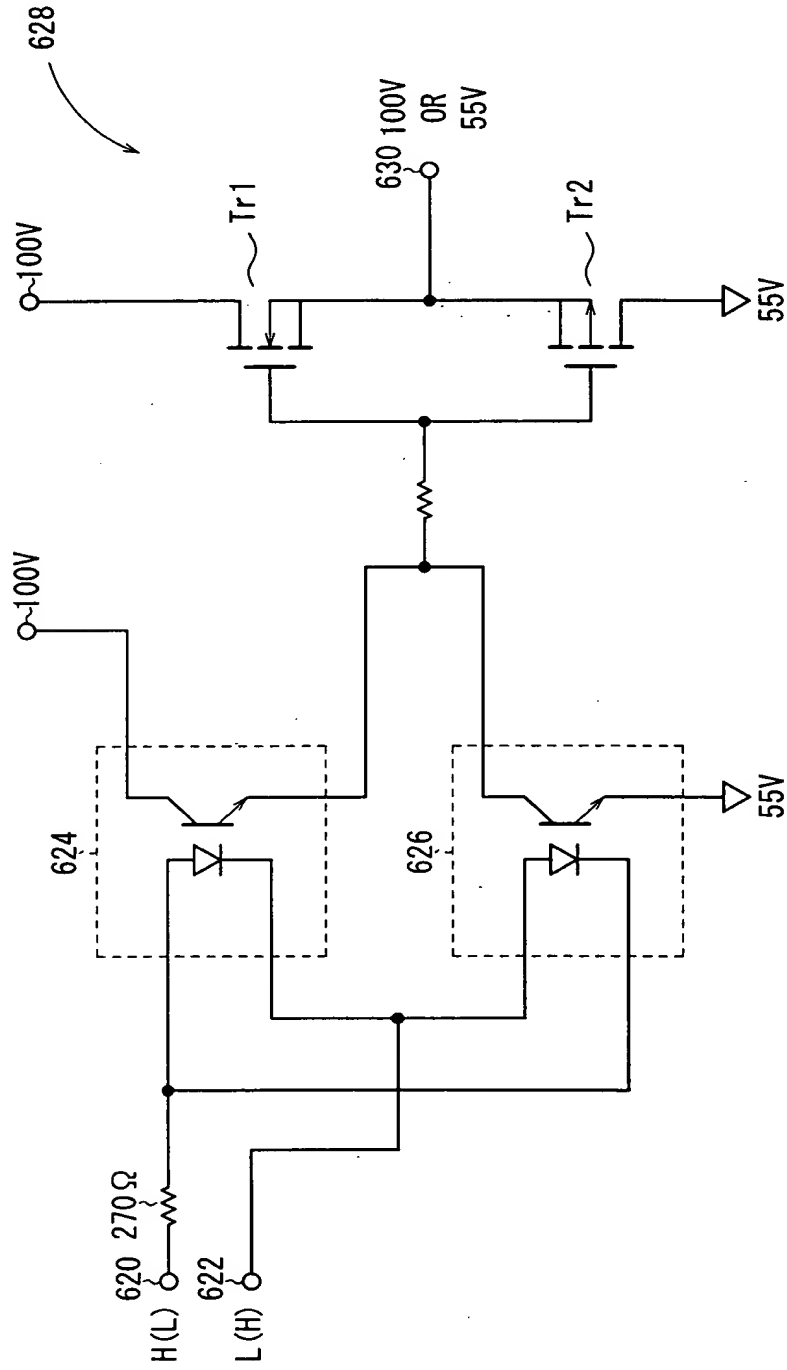 628
100V
100V
Tr1
630
100V
OR
55V
Tr2
55V
624
626
55V
270Ω
620
H(L)
622
L(H)